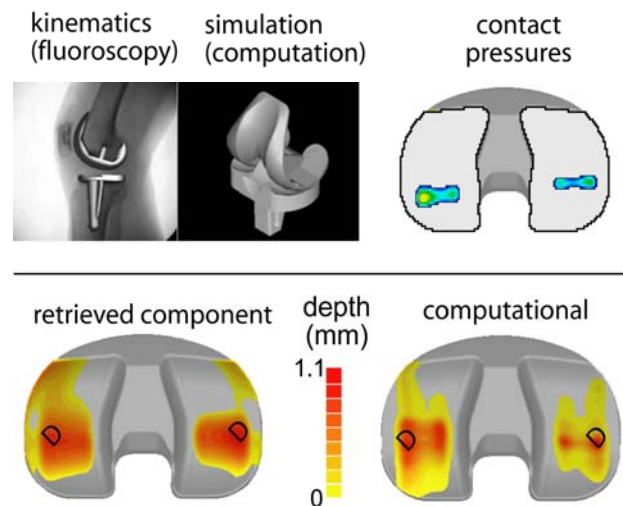 kinematics
(fluoroscopy)
simulation
(computation)
contact
pressures
retrieved component
depth
(mm)
computational
1.1
0